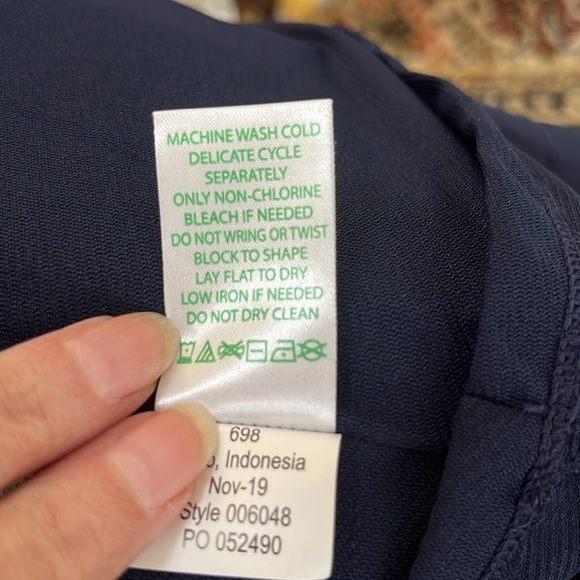 MACHINE WASH COLD
DELICATE CYCLE
SEPARATELY
ONLY NON-CHLORINE
BLEACH IF NEEDED
DO NOT WRING OR TWIST
BLOCK TO SHAPE
LAY FLAT TO DRY
LOW IRON IF NEEDED
DO NOT DRY CLEAN
698
Indonesia
Nov-19
Style 006048
PO 052490